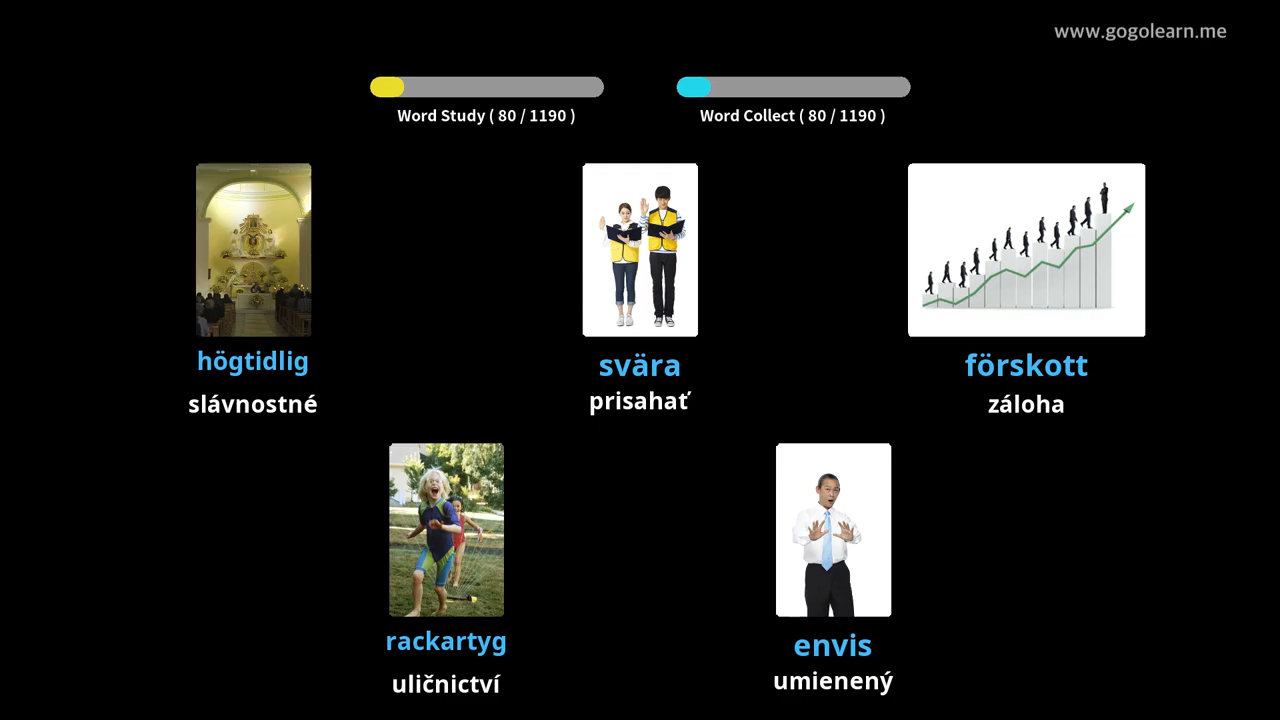 www.gogolearn.me
Word Study ( 80 / 1190 )
Word Collect ( 80 / 1190 )
högtidlig
slávnostné
svära
prisahať
förskott
záloha
rackartyg
uličnictví
envis
umienený